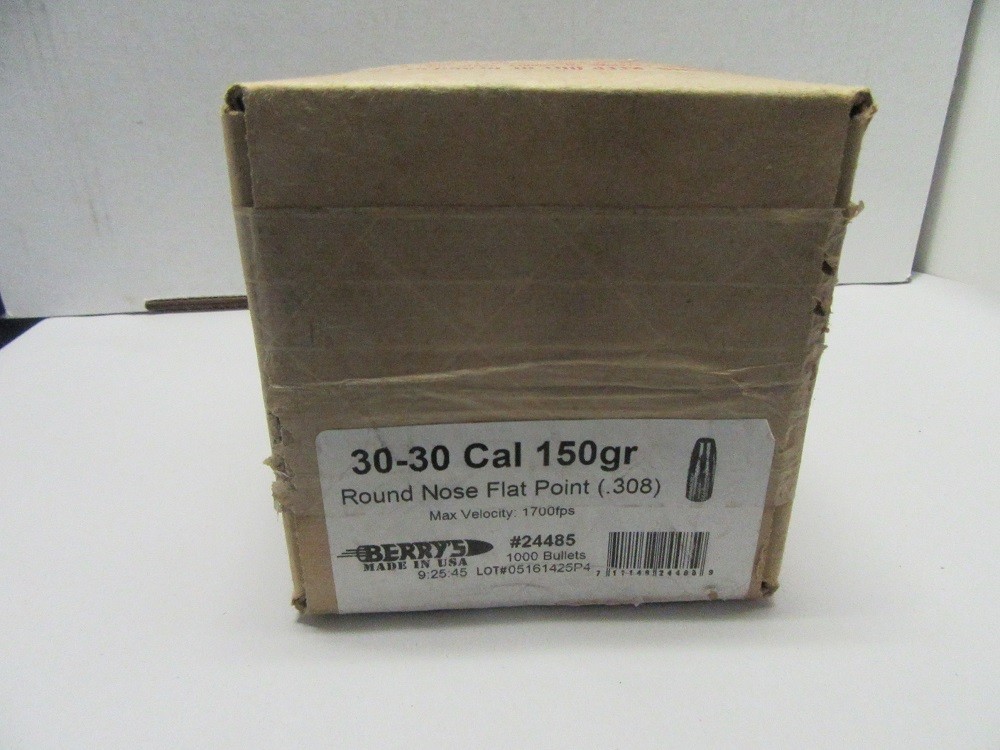 30-30 Cal 150gr
Round Nose Flat Point (.308)
Max Velocity: 1700fps
BERRY'S
MADE IN USA
#24485
1000 Bullets
9:25:45 LOT#05161425P4